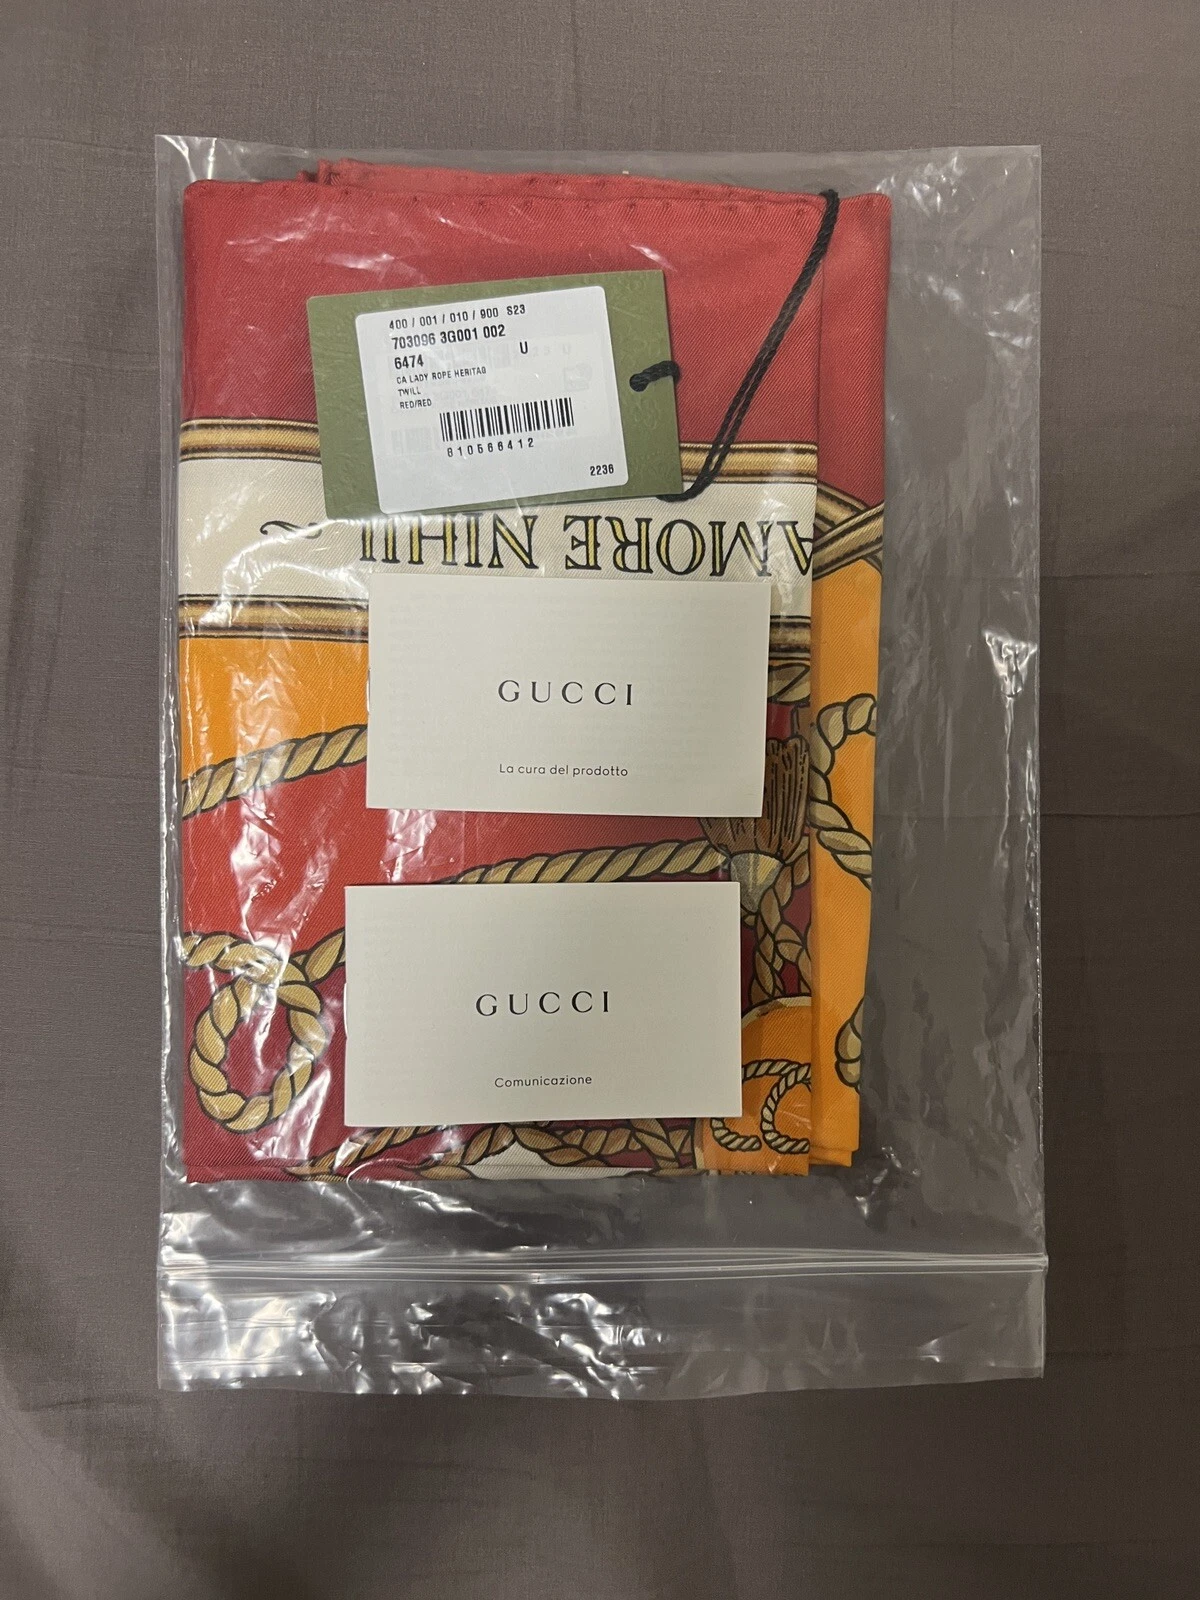 400 / 001 / 010 / 900 S23
703096 3G001 002
6474 U
CA LADY ROPE HERITAG
TWILL
RED/RED
810566412
2236
AMORE NIHIL
GUCCI
La cura del prodotto
GUCCI
Comunicazione